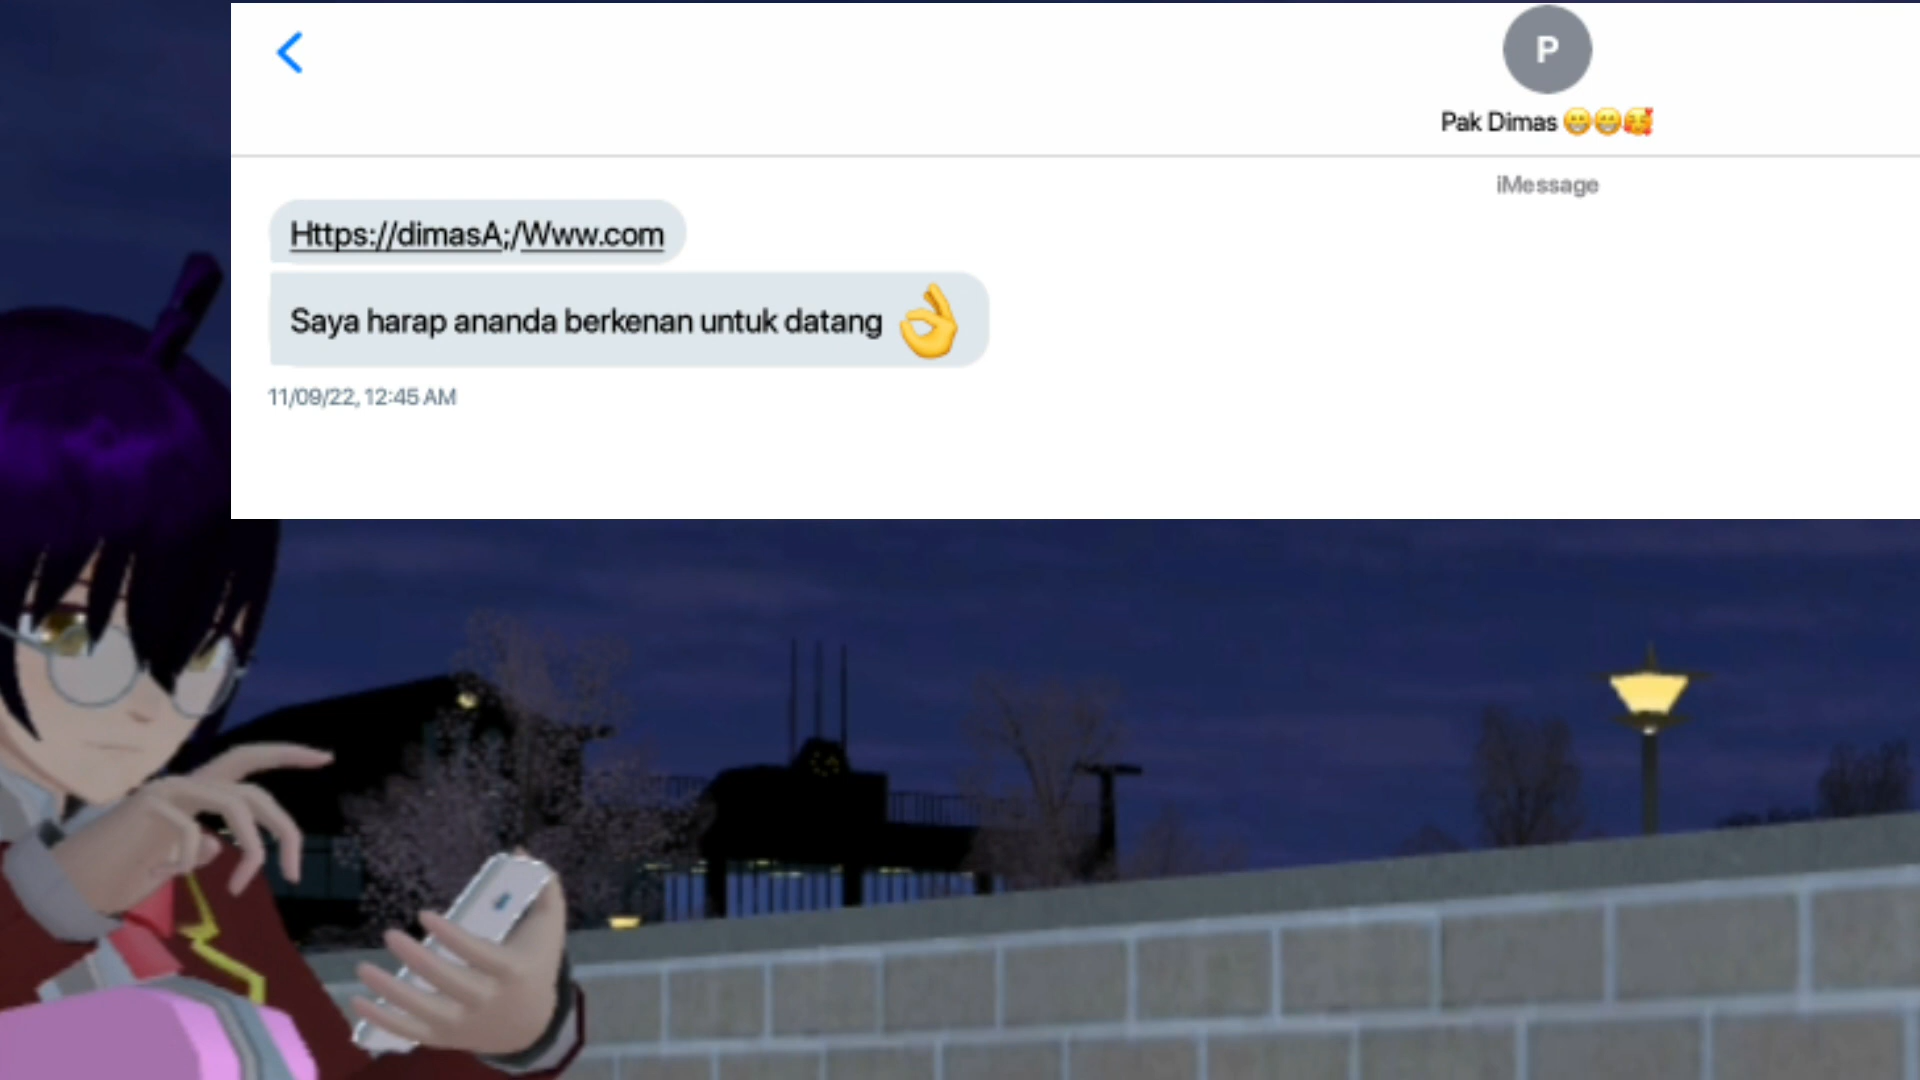 P
Pak Dimas 😁😁🥰
iMessage
Https://dimasA;/Www.com
Saya harap ananda berkenan untuk datang 👌
11/09/22, 12:45 AM